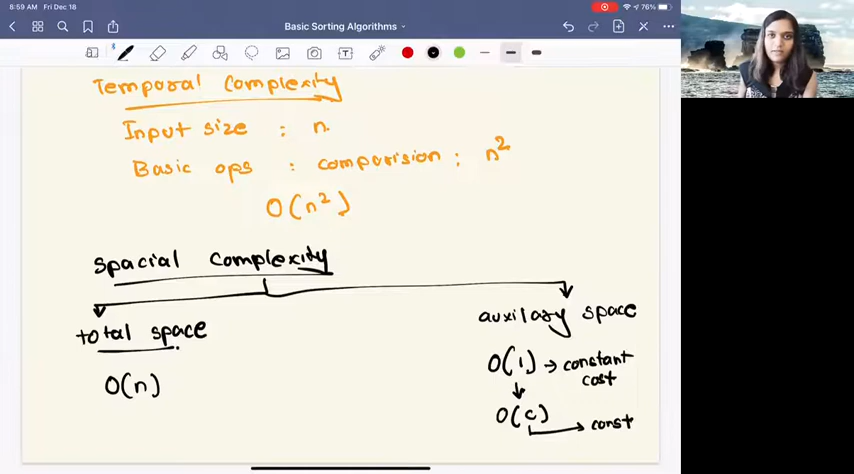 8:59 AM Fri Dec 18
76%
Basic Sorting Algorithms
Temporal Complexity
Input size : n.
Basic ops : comparision : n²
O(n²)
Spacial Complexity
total space
auxilary space
O(n)
O(1) → constant
cost
O(c)
const